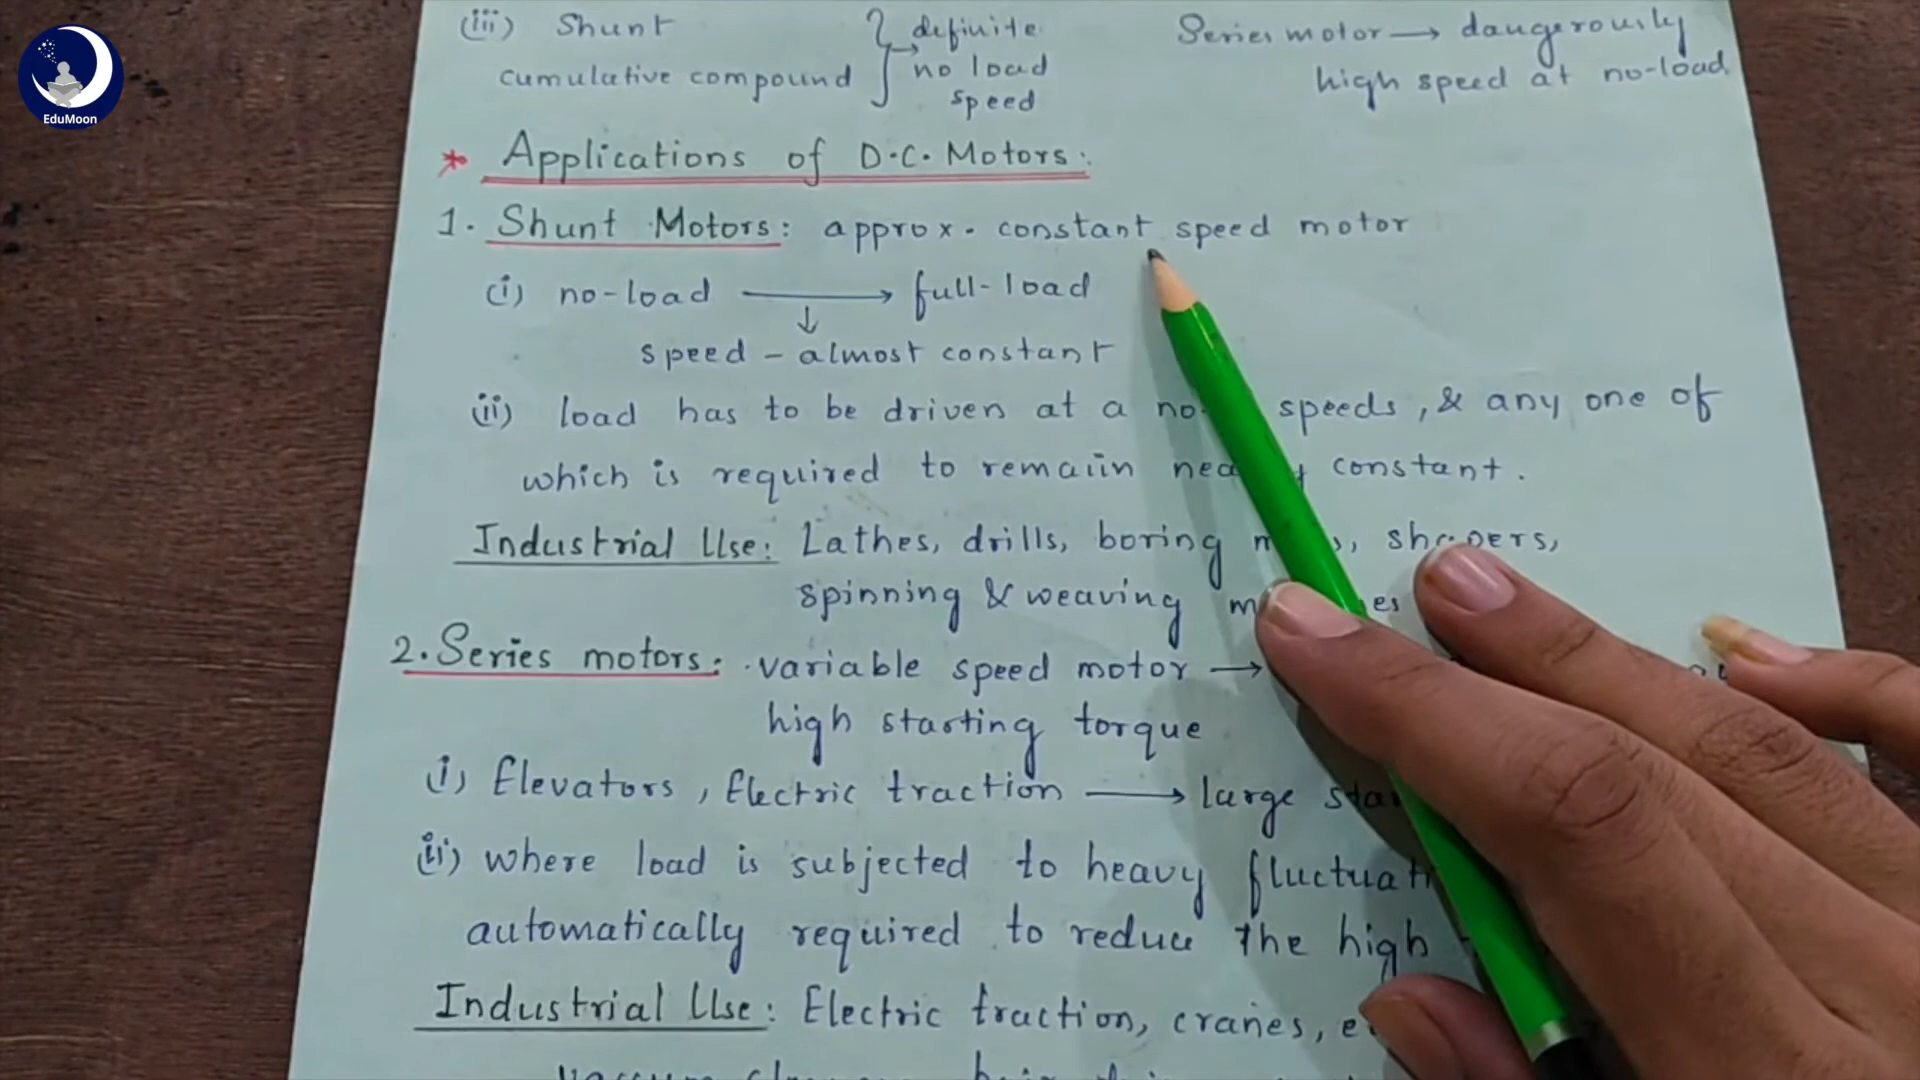 EduMoon
(iii) Shunt
cumulative compound
definite
no load
speed
Series motor → dangerously
high speed at no-load
* Applications of D.C. Motors:
1. Shunt Motors: approx. constant speed motor
(i) no-load → full-load
↓
speed - almost constant
(ii) load has to be driven at a speeds, & any one of
which is required to remaiin constant.
Industrial Use: Lathes, drills, boring
spinning & weaving
2. Series motors: variable speed motor →
high starting torque
(i) Elevators, Electric traction → large
(ii) where load is subjected to heavy
automatically required to reduce the high
Industrial Use: Electric traction, cranes,